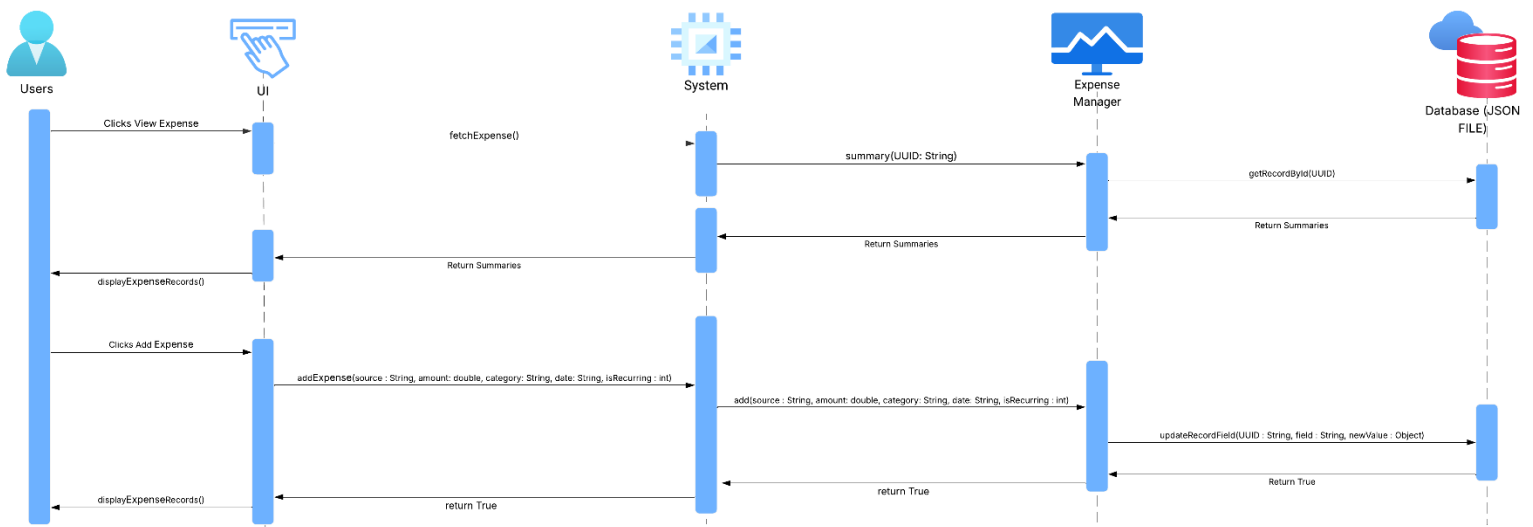 Users
UI
System
Expense
Manager
Database (JSON
FILE)
Clicks View Expense
fetchExpense()
summary(UUID: String)
getRecordById(UUID)
Return Summaries
Return Summaries
Return Summaries
displayExpenseRecords()
Clicks Add Expense
addExpense(source : String, amount: double, category: String, date: String, isRecurring : int)
add(source : String, amount: double, category: String, date: String, isRecurring : int)
updateRecordField(UUID : String, field : String, newValue : Object)
Return True
return True
return True
displayExpenseRecords()